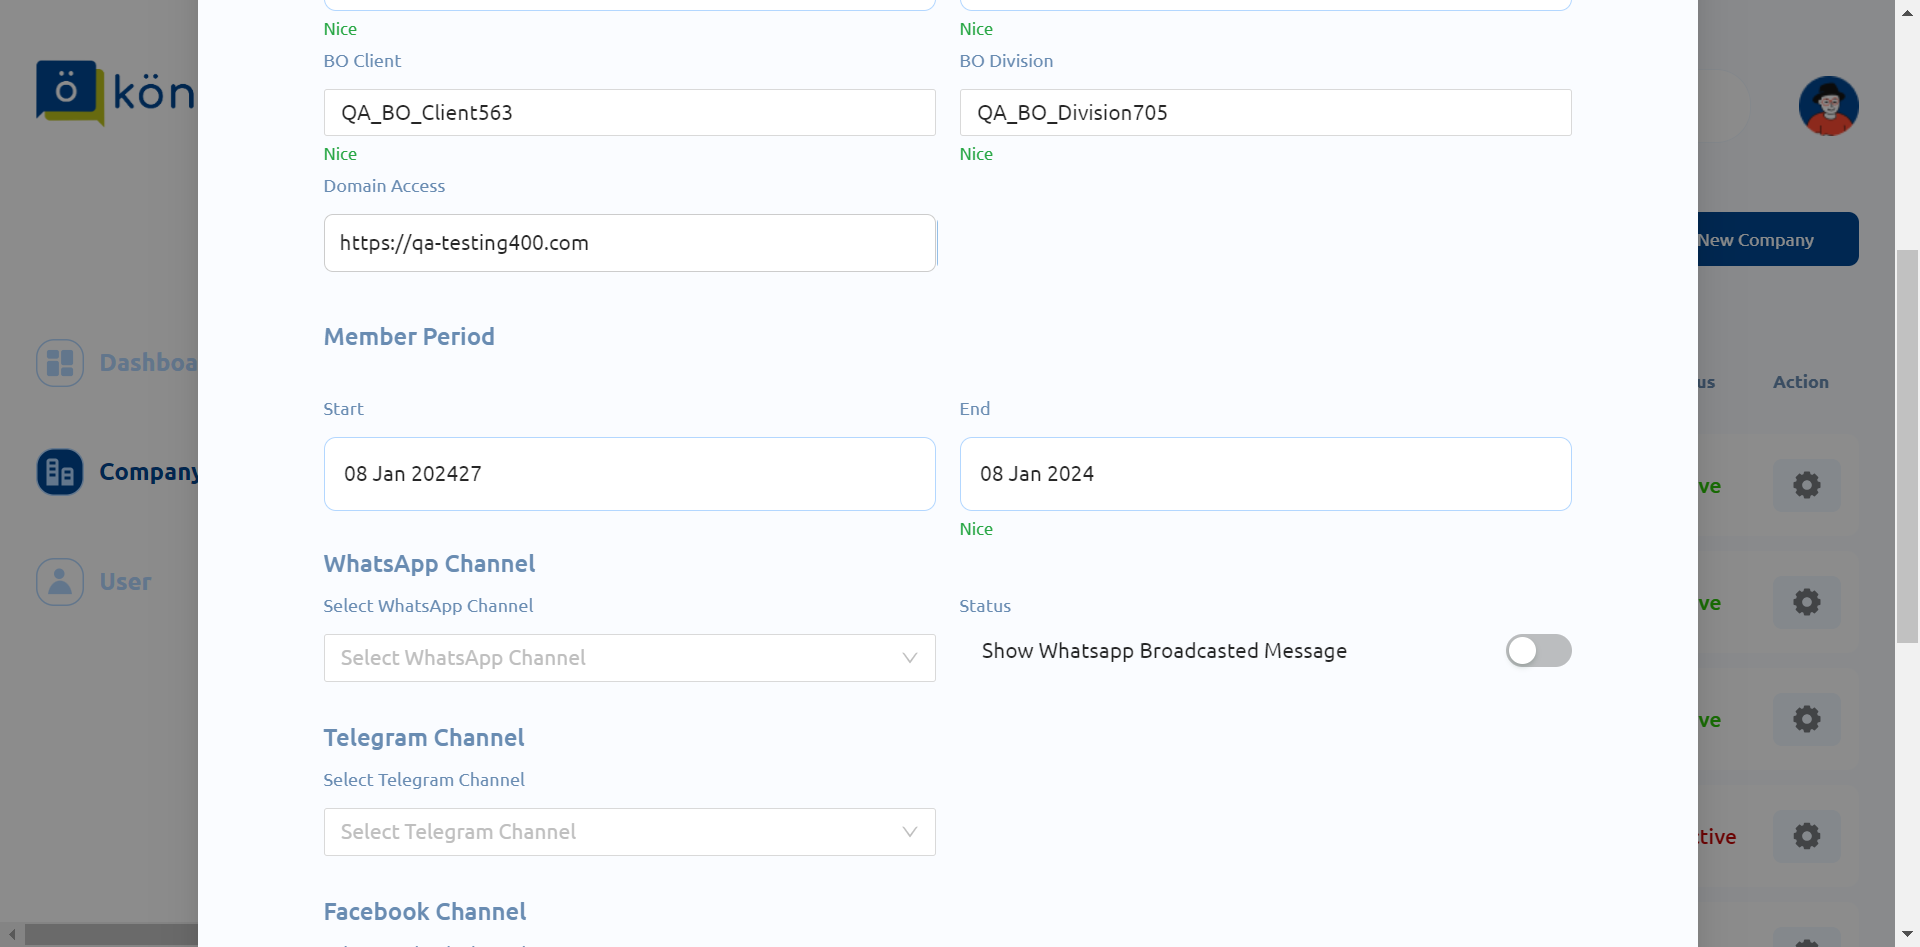 Nice
Nice
BO Client
BO Division
QA_BO_Client563
QA_BO_Division705
Nice
Nice
Domain Access
https://qa-testing400.com
New Company
Member Period
Dashboa
us
Action
Start
End
08 Jan 202427
08 Jan 2024
Company
ve
Nice
WhatsApp Channel
Select WhatsApp Channel
Status
User
ve
Select WhatsApp Channel
Show Whatsapp Broadcasted Message
Telegram Channel
ve
Select Telegram Channel
Select Telegram Channel
ctive
Facebook Channel
ö kön